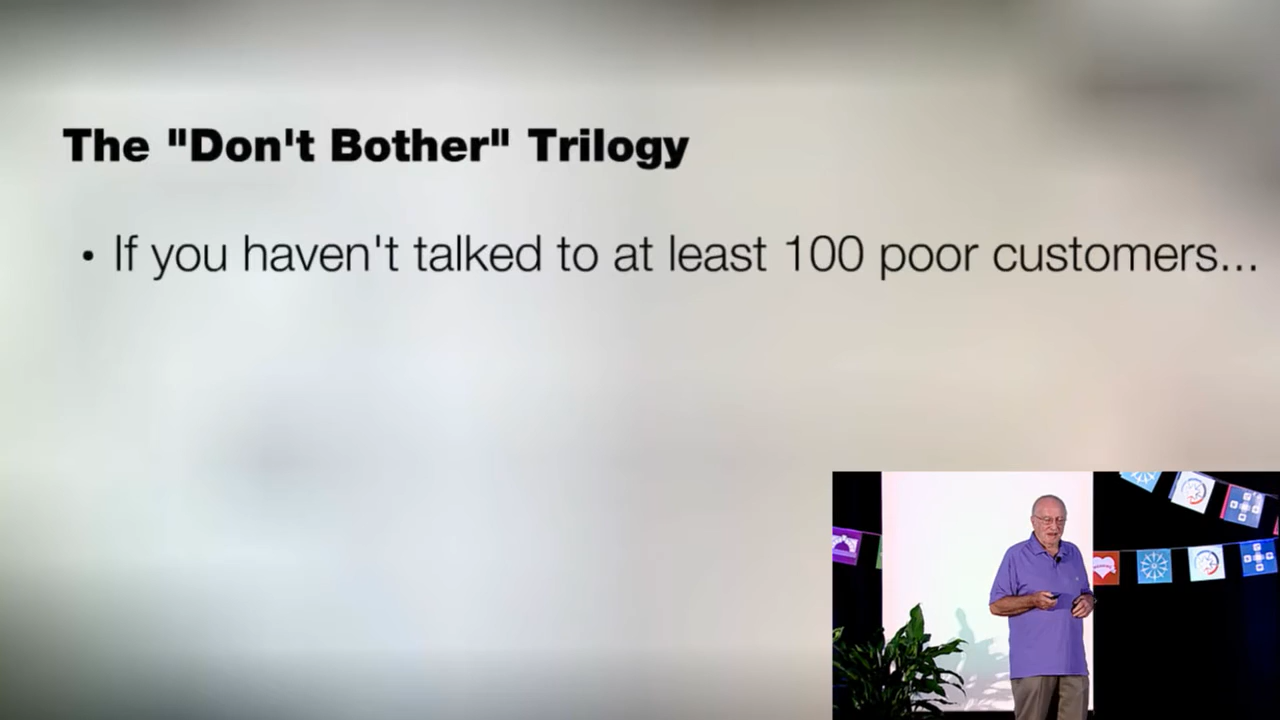 The "Don't Bother" Trilogy
• If you haven't talked to at least 100 poor customers...